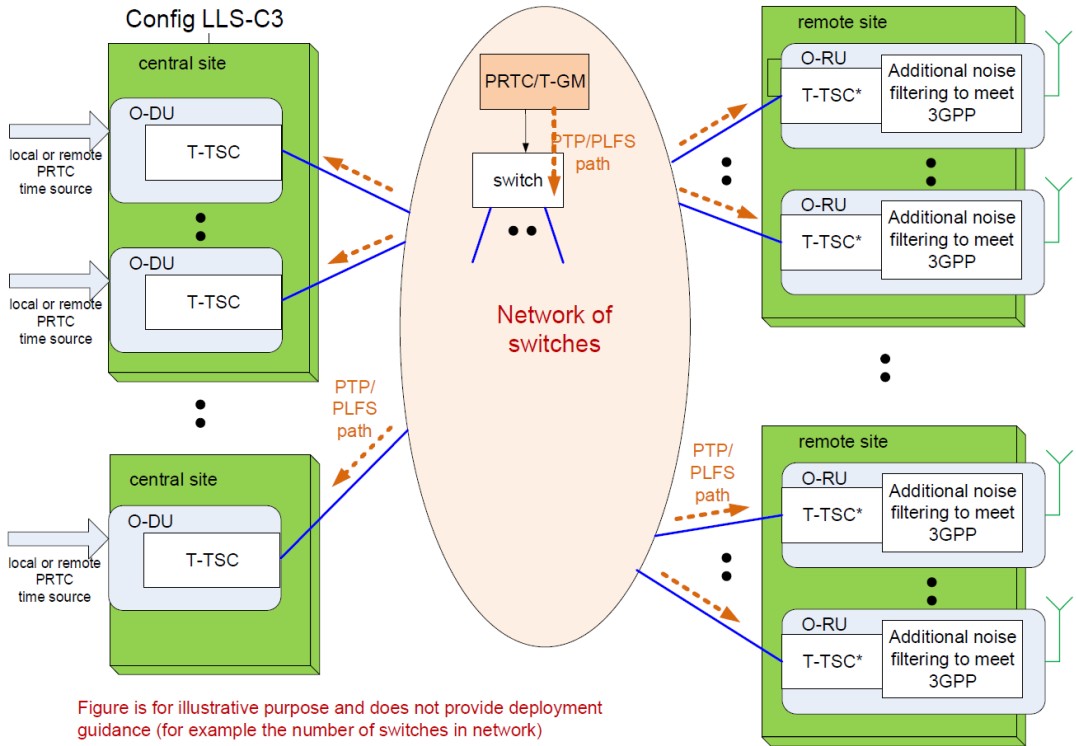 Config LLS-C3
central site
O-DU
T-TSC
local or remote
PRTC
time source
O-DU
T-TSC
local or remote
PRTC
time source
PTP/
PLFS
path
central site
O-DU
T-TSC
local or remote
PRTC
time source
PRTC/T-GM
PTP/PLFS
path
switch
Network of
switches
remote site
O-RU
T-TSC*
Additional noise
filtering to meet
3GPP
O-RU
T-TSC*
Additional noise
filtering to meet
3GPP
PTP/
PLFS
path
remote site
O-RU
T-TSC*
Additional noise
filtering to meet
3GPP
O-RU
T-TSC*
Additional noise
filtering to meet
3GPP
Figure is for illustrative purpose and does not provide deployment
guidance (for example the number of switches in network)